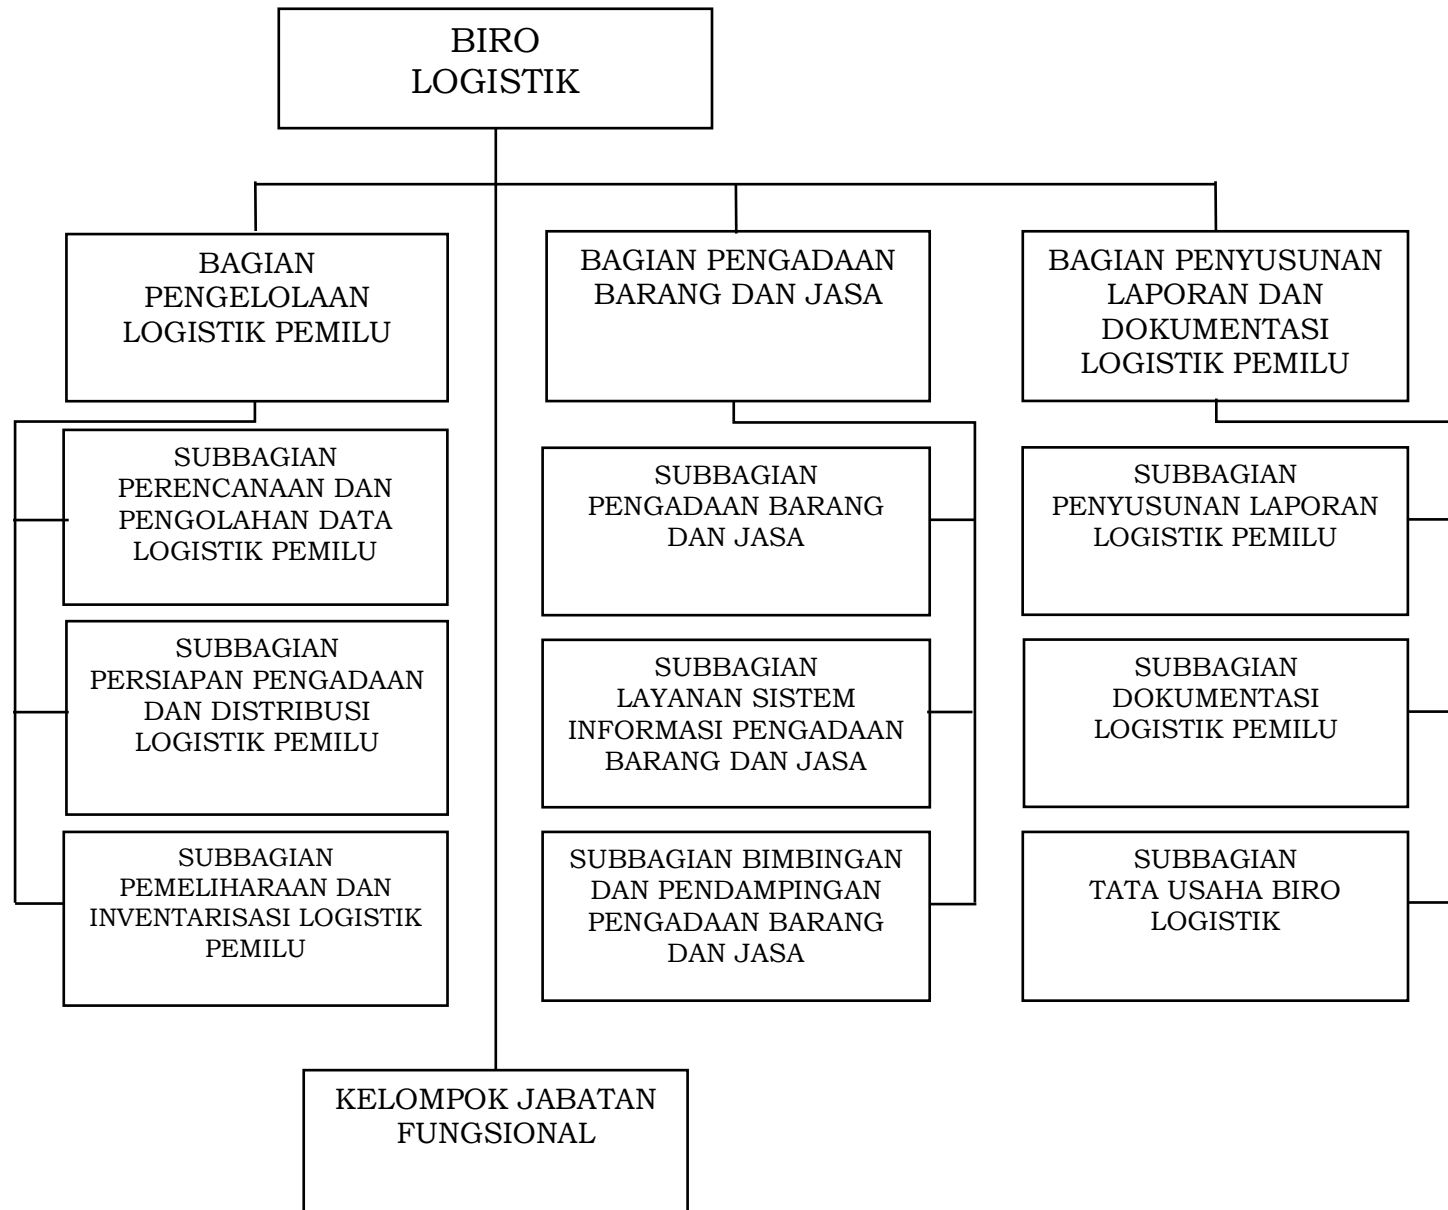 BIRO
LOGISTIK
BAGIAN
PENGELOLAAN
LOGISTIK PEMILU
BAGIAN PENGADAAN
BARANG DAN JASA
BAGIAN PENYUSUNAN
LAPORAN DAN
DOKUMENTASI
LOGISTIK PEMILU
SUBBAGIAN
PERENCANAAN DAN
PENGOLAHAN DATA
LOGISTIK PEMILU
SUBBAGIAN
PENGADAAN BARANG
DAN JASA
SUBBAGIAN
PENYUSUNAN LAPORAN
LOGISTIK PEMILU
SUBBAGIAN
PERSIAPAN PENGADAAN
DAN DISTRIBUSI
LOGISTIK PEMILU
SUBBAGIAN
LAYANAN SISTEM
INFORMASI PENGADAAN
BARANG DAN JASA
SUBBAGIAN
DOKUMENTASI
LOGISTIK PEMILU
SUBBAGIAN
PEMELIHARAAN DAN
INVENTARISASI LOGISTIK
PEMILU
SUBBAGIAN BIMBINGAN
DAN PENDAMPINGAN
PENGADAAN BARANG
DAN JASA
SUBBAGIAN
TATA USAHA BIRO
LOGISTIK
KELOMPOK JABATAN
FUNGSIONAL